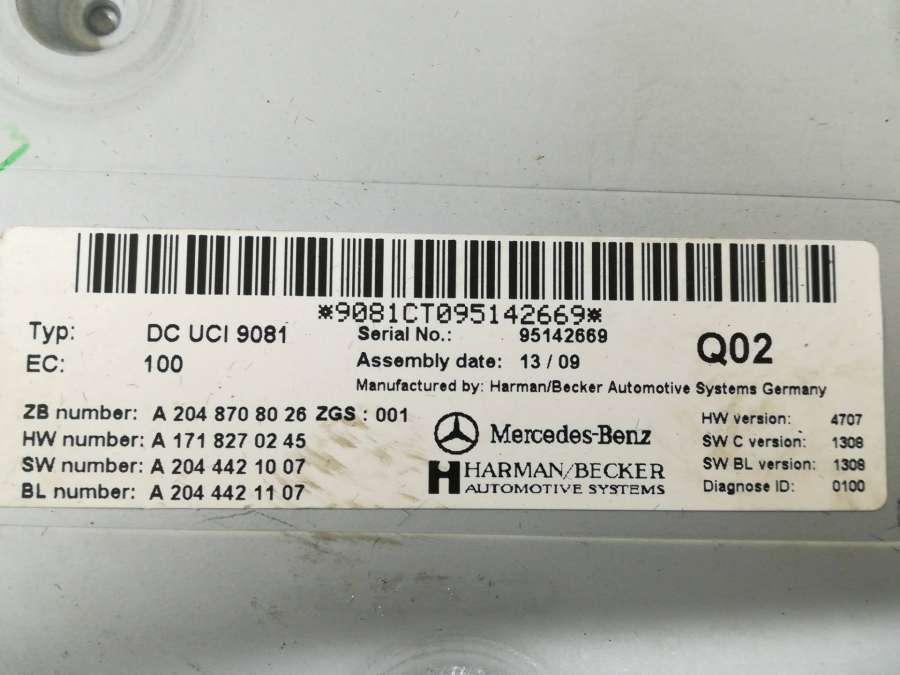 *9081CT095142669*
Typ: DC UCI 9081
EC: 100
Serial No.: 95142669
Assembly date: 13 / 09
Q02
Manufactured by: Harman/Becker Automotive Systems Germany
ZB number: A 204 870 80 26 ZGS : 001
HW number: A 171 827 02 45
SW number: A 204 442 10 07
BL number: A 204 442 11 07
Mercedes-Benz
HARMAN/BECKER
AUTOMOTIVE SYSTEMS
HW version: 4707
SW C version: 1308
SW BL version: 1308
Diagnose ID: 0100